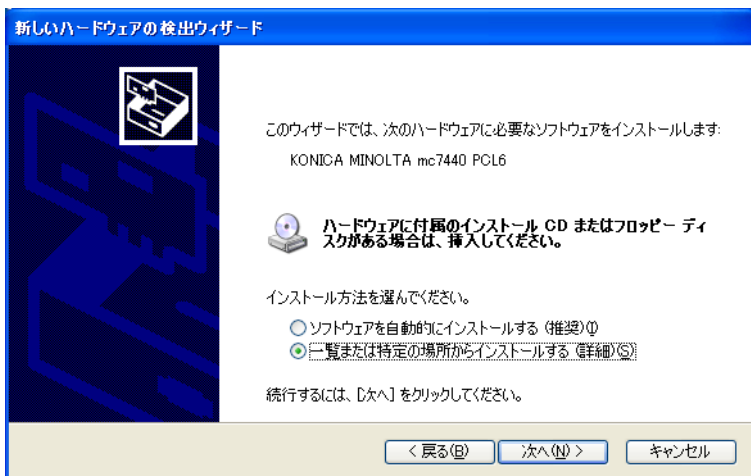 新しいハードウェアの検出ウィザード
このウィザードでは、次のハードウェアに必要なソフトウェアをインストールします:
KONICA MINOLTA mc7440 PCL6
ハードウェアに付属のインストール CD またはフロッピー ディ
スクがある場合は、挿入してください。
インストール方法を選んでください。
ソフトウェアを自動的にインストールする (推奨)(I)
一覧または特定の場所からインストールする (詳細)(S)
続行するには、[次へ] をクリックしてください。
< 戻る(B) 次へ(N) > キャンセル